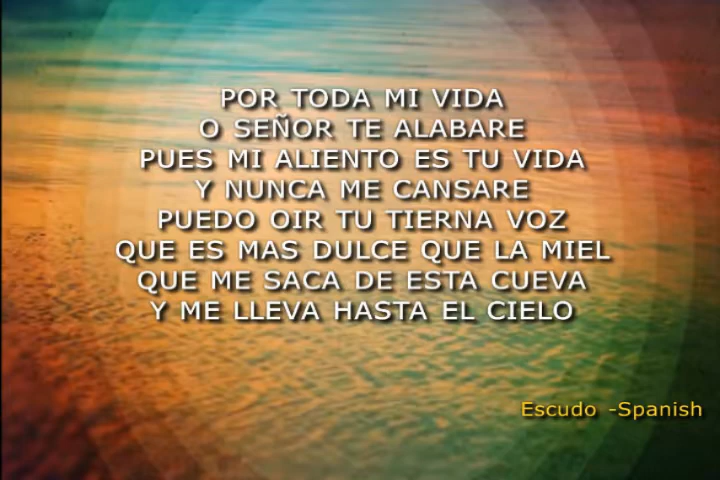 POR TODA MI VIDA
O SEÑOR TE ALABARE
PUES MI ALIENTO ES TU VIDA
Y NUNCA ME CANSARE
PUEDO OIR TU TIERNA VOZ
QUE ES MAS DULCE QUE LA MIEL
QUE ME SACA DE ESTA CUEVA
Y ME LLEVA HASTA EL CIELO
Escudo -Spanish